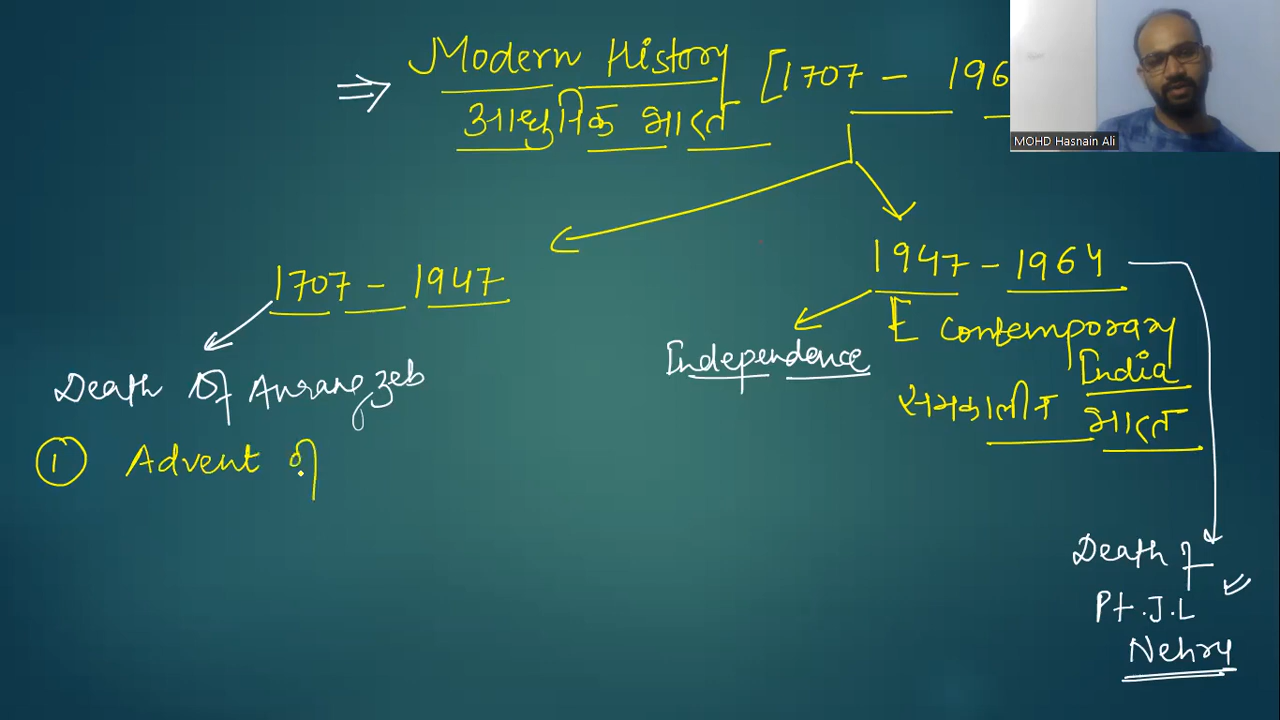 ⇒ Modern History [1707 - 196
आधुनिक भारत
MOHD Hasnain Ali
1707 - 1947
1947 - 1964
Death Of Aurangzeb
Independence
[ Contemporary
India
समकालीन भारत
① Advent of
Death of
Pt. J. L
Nehru